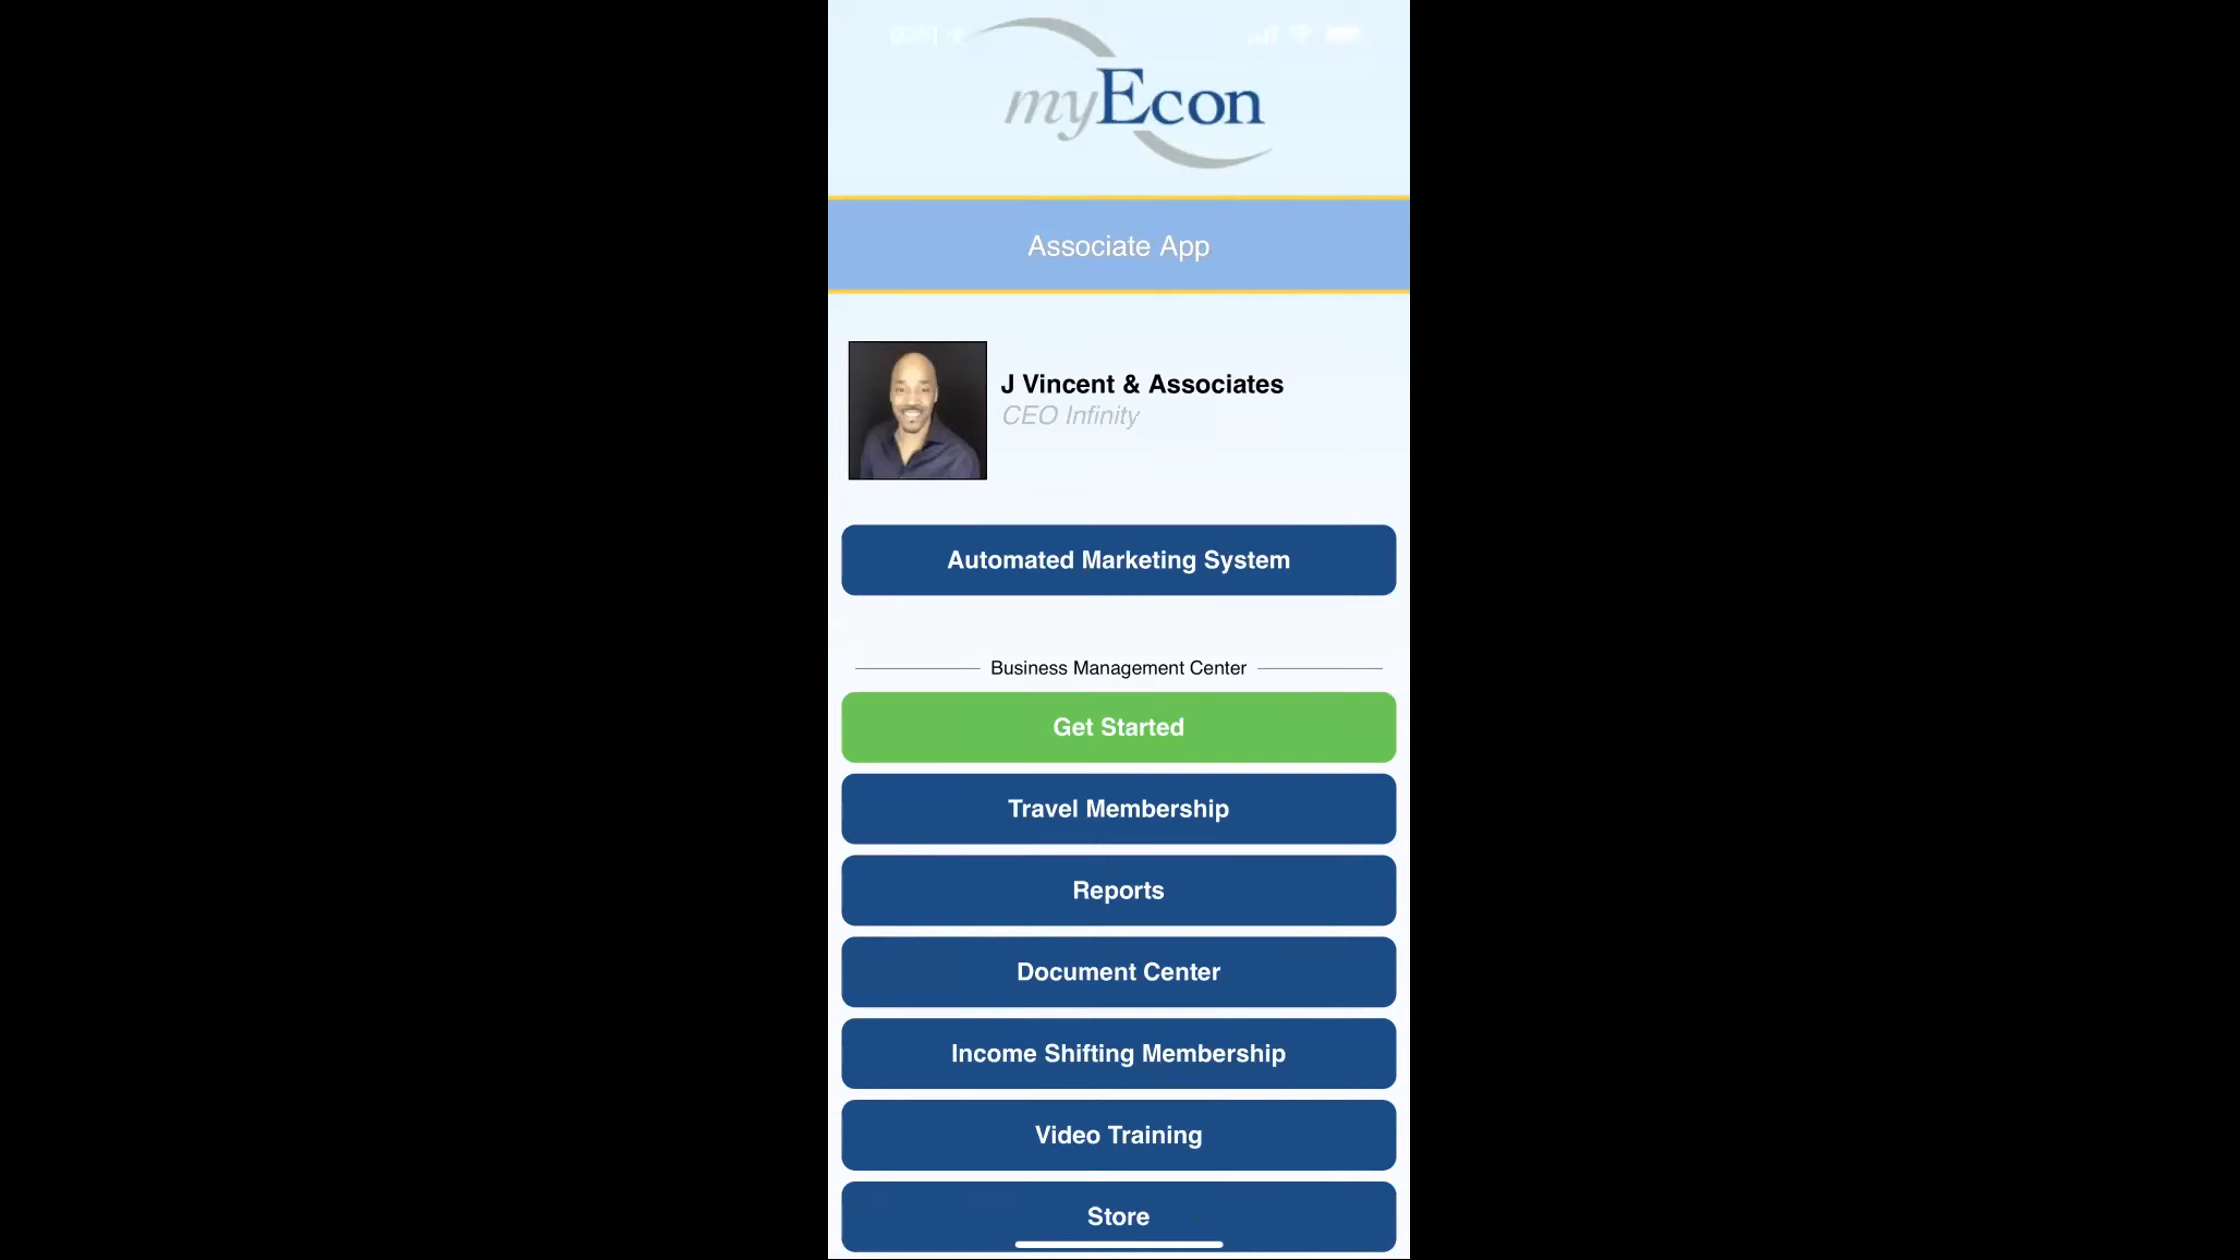 myEcon
Associate App
J Vincent & Associates
CEO Infinity
Automated Marketing System
Business Management Center
Get Started
Travel Membership
Reports
Document Center
Income Shifting Membership
Video Training
Store